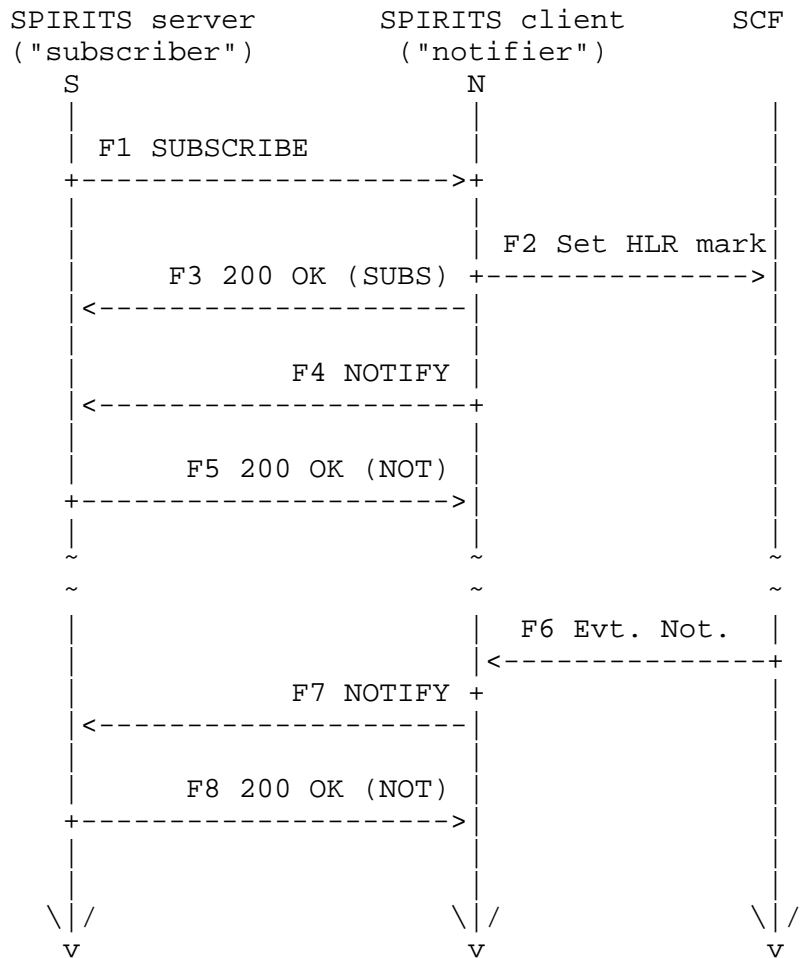 SPIRITS server SPIRITS client SCF
("subscriber") ("notifier")
S N
F1 SUBSCRIBE
F2 Set HLR mark
F3 200 OK (SUBS)
F4 NOTIFY
F5 200 OK (NOT)
~ ~ ~
~ ~ ~
F6 Evt. Not.
F7 NOTIFY
F8 200 OK (NOT)
v v v